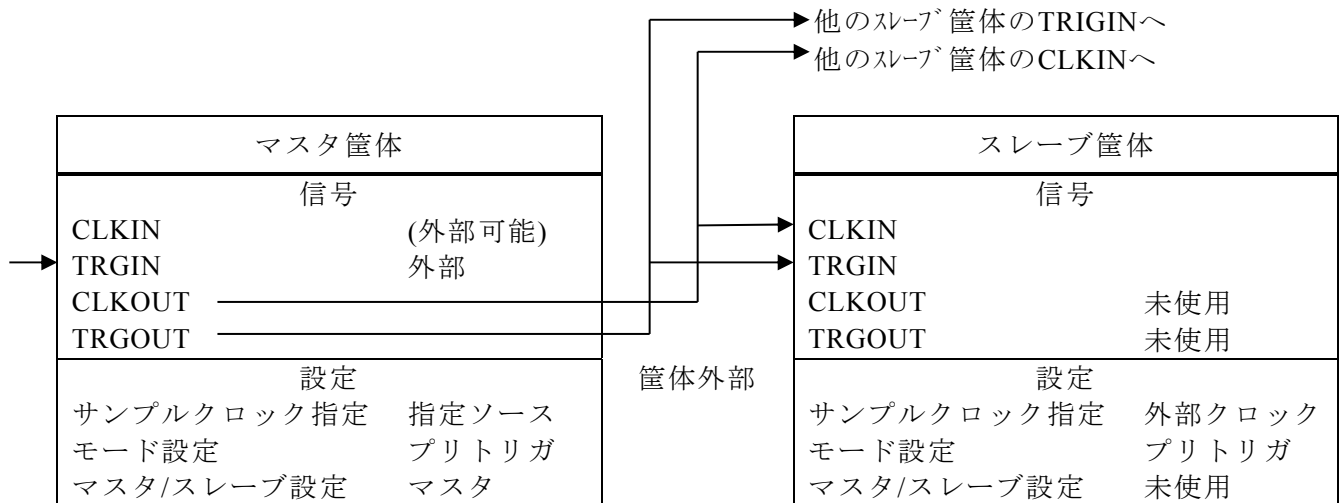 他のｽﾚｰﾌﾞ筐体のTRIGINへ
他のｽﾚｰﾌﾞ筐体のCLKINへ
マスタ筐体
信号
CLKIN (外部可能)
TRGIN 外部
CLKOUT
TRGOUT
設定
サンプルクロック指定 指定ソース
モード設定 プリトリガ
マスタ/スレーブ設定 マスタ
筐体外部
スレーブ筐体
信号
CLKIN
TRGIN
CLKOUT 未使用
TRGOUT 未使用
設定
サンプルクロック指定 外部クロック
モード設定 プリトリガ
マスタ/スレーブ設定 未使用